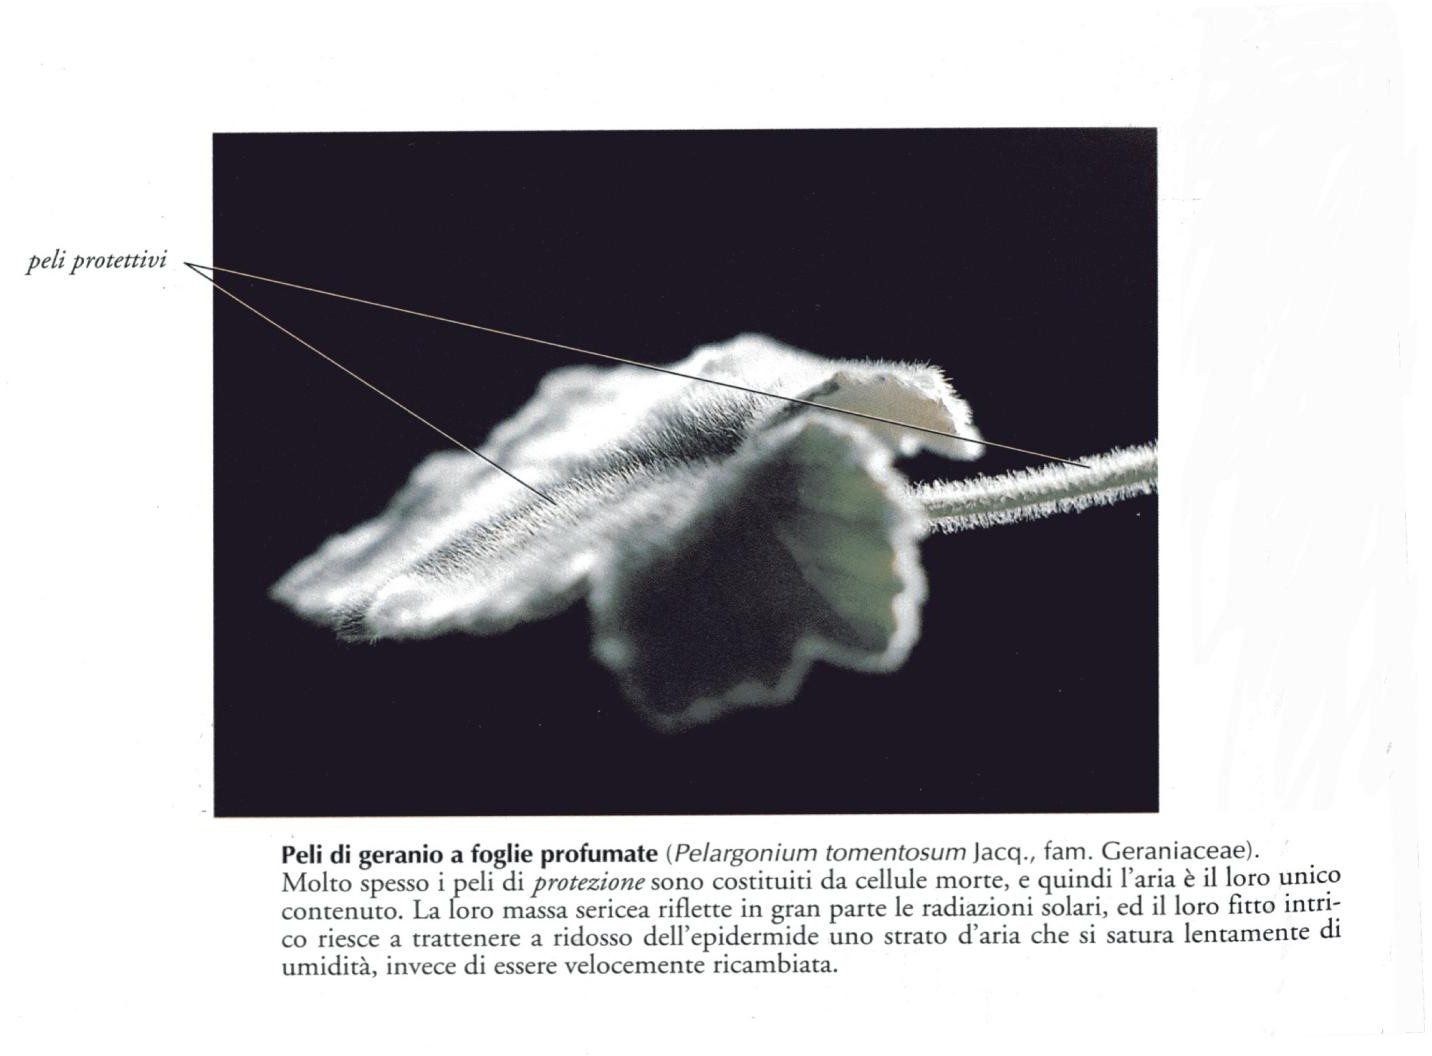 peli protettivi
Peli di geranio a foglie profumate (Pelargonium tomentosum Jacq., fam. Geraniaceae).
Molto spesso i peli di protezione sono costituiti da cellule morte, e quindi l'aria è il loro unico
contenuto. La loro massa sericea riflette in gran parte le radiazioni solari, ed il loro fitto intri-
co riesce a trattenere a ridosso dell'epidermide uno strato d'aria che si satura lentamente di
umidità, invece di essere velocemente ricambiata.